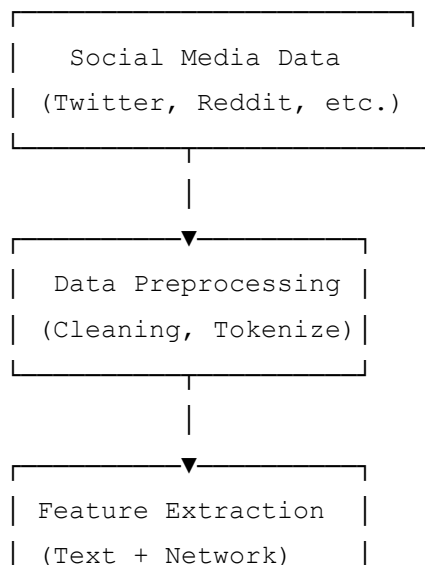 Social Media Data
(Twitter, Reddit, etc.)
Data Preprocessing
(Cleaning, Tokenize)
Feature Extraction
(Text + Network)